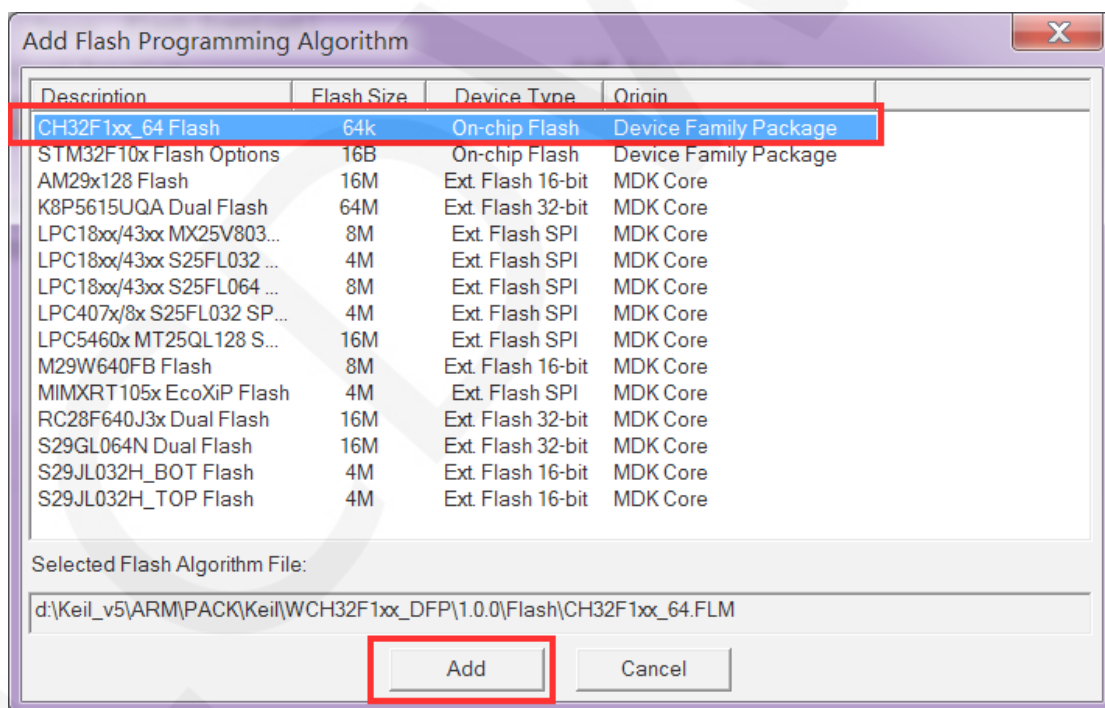 Add Flash Programming Algorithm
X
Description Flash Size Device Type Origin
CH32F1xx_64 Flash 64k On-chip Flash Device Family Package
STM32F10x Flash Options 16B On-chip Flash Device Family Package
AM29x128 Flash 16M Ext. Flash 16-bit MDK Core
K8P5615UQA Dual Flash 64M Ext. Flash 32-bit MDK Core
LPC18xx/43xx MX25V803... 8M Ext. Flash SPI MDK Core
LPC18xx/43xx S25FL032 ... 4M Ext. Flash SPI MDK Core
LPC18xx/43xx S25FL064 ... 8M Ext. Flash SPI MDK Core
LPC407x/8x S25FL032 SP... 4M Ext. Flash SPI MDK Core
LPC5460x MT25QL128 S... 16M Ext. Flash SPI MDK Core
M29W640FB Flash 8M Ext. Flash 16-bit MDK Core
MIMXRT105x EcoXiP Flash 4M Ext. Flash SPI MDK Core
RC28F640J3x Dual Flash 16M Ext. Flash 32-bit MDK Core
S29GL064N Dual Flash 16M Ext. Flash 32-bit MDK Core
S29JL032H_BOT Flash 4M Ext. Flash 16-bit MDK Core
S29JL032H_TOP Flash 4M Ext. Flash 16-bit MDK Core
Selected Flash Algorithm File:
d:\Keil_v5\ARM\PACK\Keil\WCH32F1xx_DFP\1.0.0\Flash\CH32F1xx_64.FLM
Add Cancel